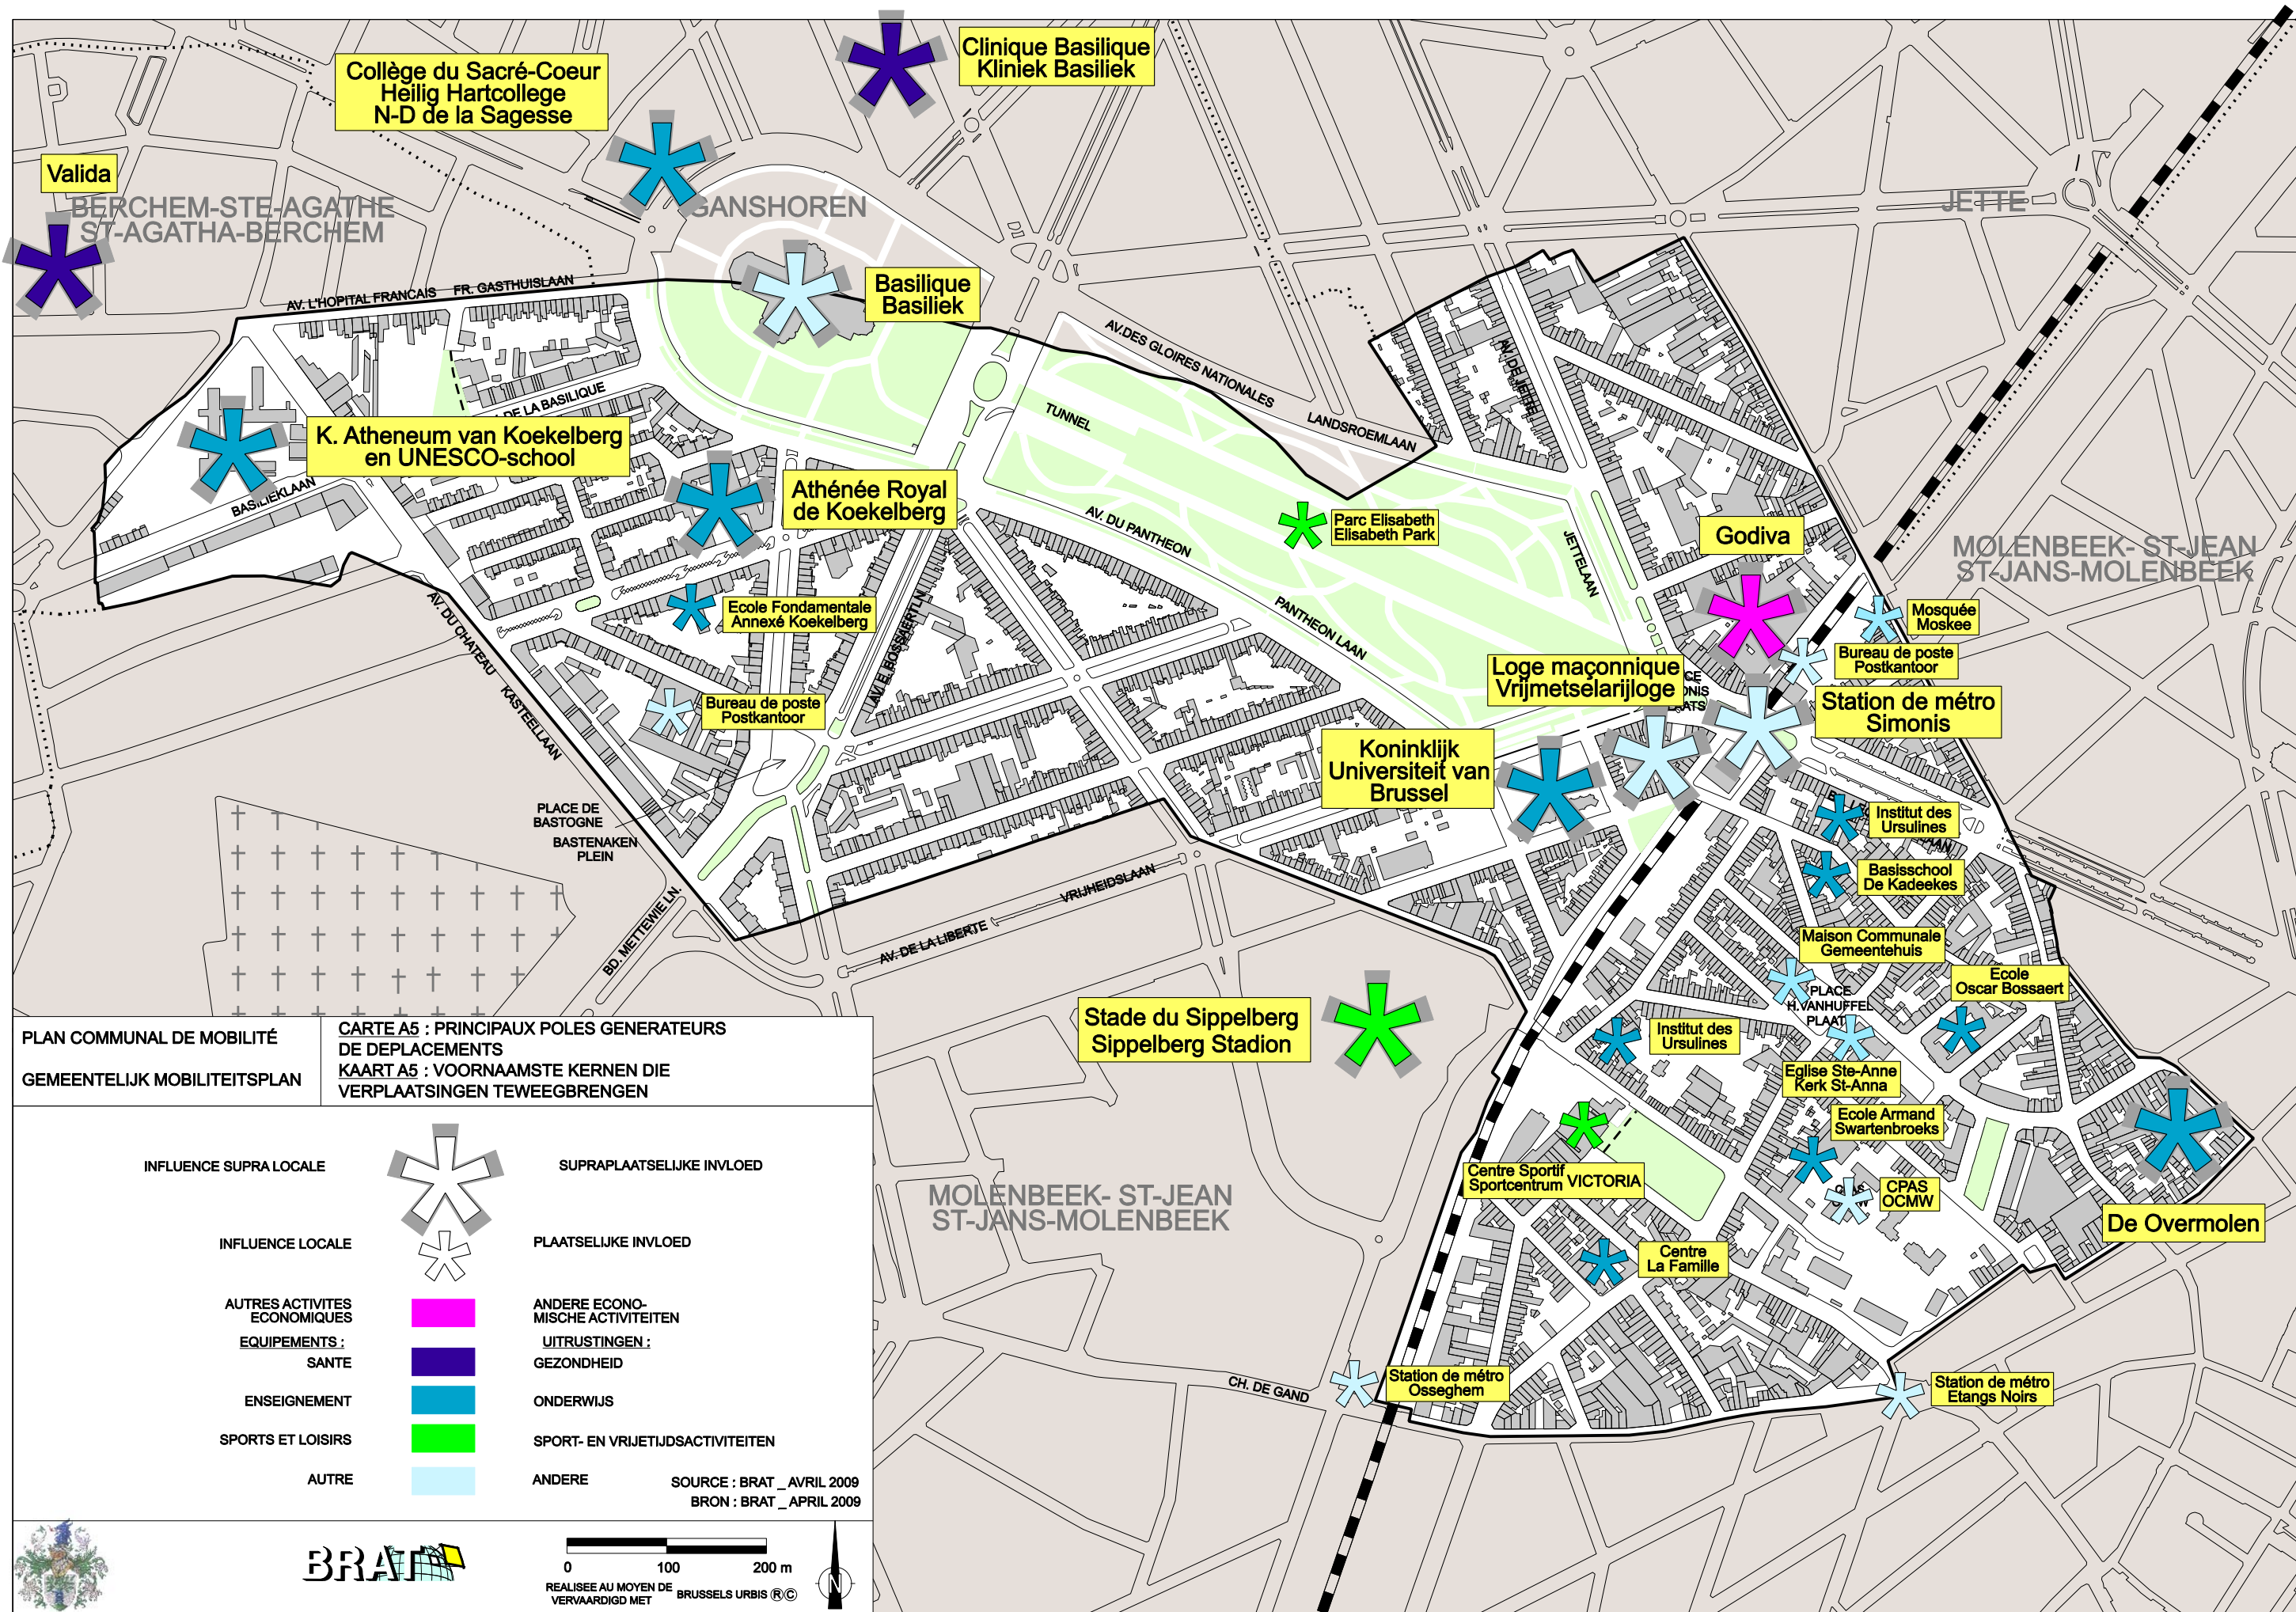 Clinique Basilique
Kliniek Basiliek
Collège du Sacré-Coeur
Heilig Hartcollege
N-D de la Sagesse
Valida
BERCHEM-STE-AGATHE
ST-AGATHA-BERCHEM
GANSHOREN
JETTE
AV. L'HOPITAL FRANCAIS FR. GASTHUISLAAN
Basilique
Basiliek
AV.DES GLOIRES NATIONALES
LANDSROEMLAAN
AV. DE JETTE
TUNNEL
DE LA BASILIQUE
K. Atheneum van Koekelberg
en UNESCO-school
BASILIEKLAAN
Athénée Royal
de Koekelberg
AV. DU PANTHEON
PANTHEON LAAN
Parc Elisabeth
Elisabeth Park
JETTELAAN
Godiva
MOLENBEEK- ST-JEAN
ST-JANS-MOLENBEEK
Mosquée
Moskee
Bureau de poste
Postkantoor
Ecole Fondamentale
Annexé Koekelberg
AV. DU CHATEAU KASTEELLAAN
AV. E.BOSSAERTLN
Bureau de poste
Postkantoor
Loge maçonnique
Vrijmetselarijloge
Station de métro
Simonis
Koninklijk
Universiteit van
Brussel
PLACE DE
BASTOGNE
BASTENAKEN
PLEIN
Institut des
Ursulines
Basisschool
De Kadeekes
BD. METTEWIE LN.
AV. DE LA LIBERTE
VRIJHEIDSLAAN
Maison Communale
Gemeentehuis
Ecole
Oscar Bossaert
PLACE
H.VANHUFFEL
PLAAT
Stade du Sippelberg
Sippelberg Stadion
Institut des
Ursulines
Eglise Ste-Anne
Kerk St-Anna
Ecole Armand
Swartenbroeks
Centre Sportif
Sportcentrum VICTORIA
CPAS
OCMW
De Overmolen
MOLENBEEK- ST-JEAN
ST-JANS-MOLENBEEK
Centre
La Famille
CH. DE GAND
Station de métro
Osseghem
Station de métro
Etangs Noirs
PLAN COMMUNAL DE MOBILITÉ
GEMEENTELIJK MOBILITEITSPLAN
CARTE A5 : PRINCIPAUX POLES GENERATEURS
DE DEPLACEMENTS
KAART A5 : VOORNAAMSTE KERNEN DIE
VERPLAATSINGEN TEWEEGBRENGEN
INFLUENCE SUPRA LOCALE
SUPRAPLAATSELIJKE INVLOED
INFLUENCE LOCALE
PLAATSELIJKE INVLOED
AUTRES ACTIVITES
ECONOMIQUES
ANDERE ECONO-
MISCHE ACTIVITEITEN
EQUIPEMENTS :
UITRUSTINGEN :
SANTE
GEZONDHEID
ENSEIGNEMENT
ONDERWIJS
SPORTS ET LOISIRS
SPORT- EN VRIJETIJDSACTIVITEITEN
AUTRE
ANDERE
SOURCE : BRAT _ AVRIL 2009
BRON : BRAT _ APRIL 2009
BRAT
0 100 200 m
REALISEE AU MOYEN DE
VERVAARDIGD MET
BRUSSELS URBIS ®©
N